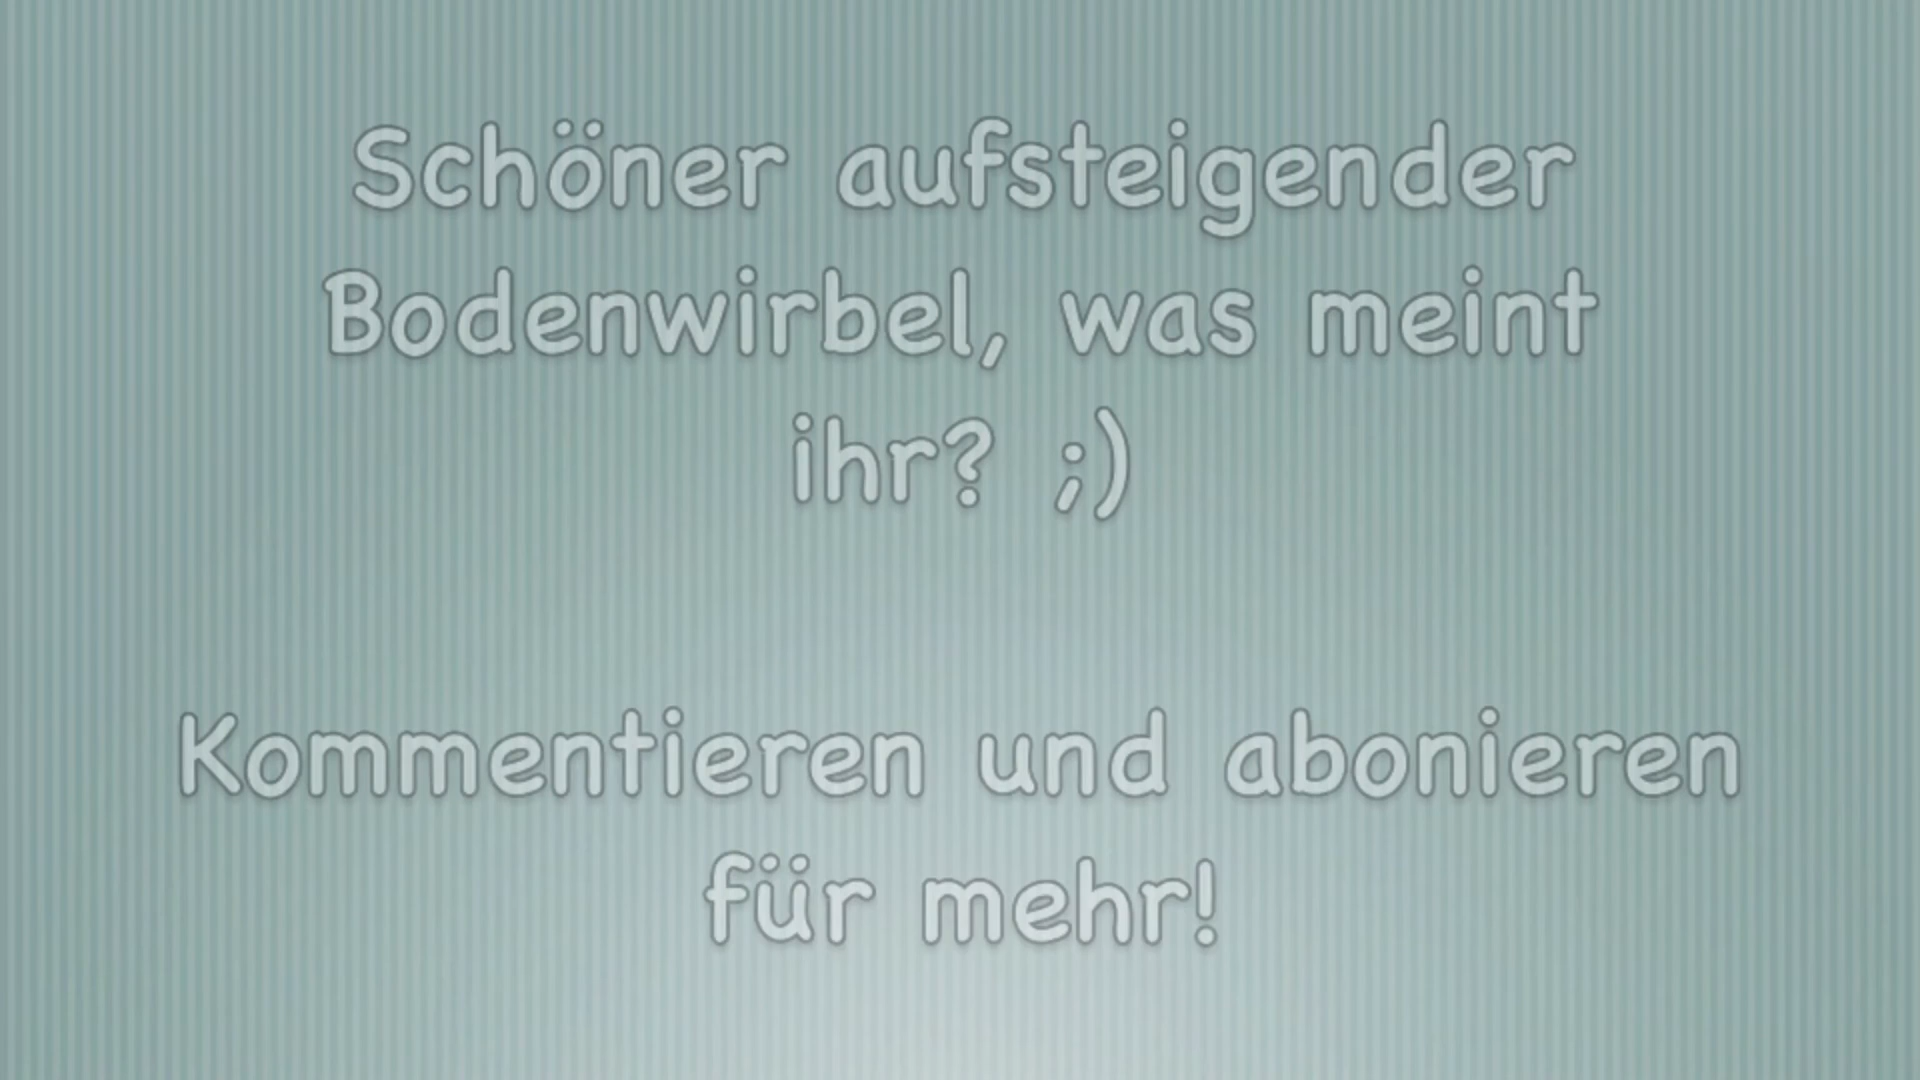 Schöner aufsteigender
Bodenwirbel, was meint
ihr? ;)
Kommentieren und abonieren
für mehr!